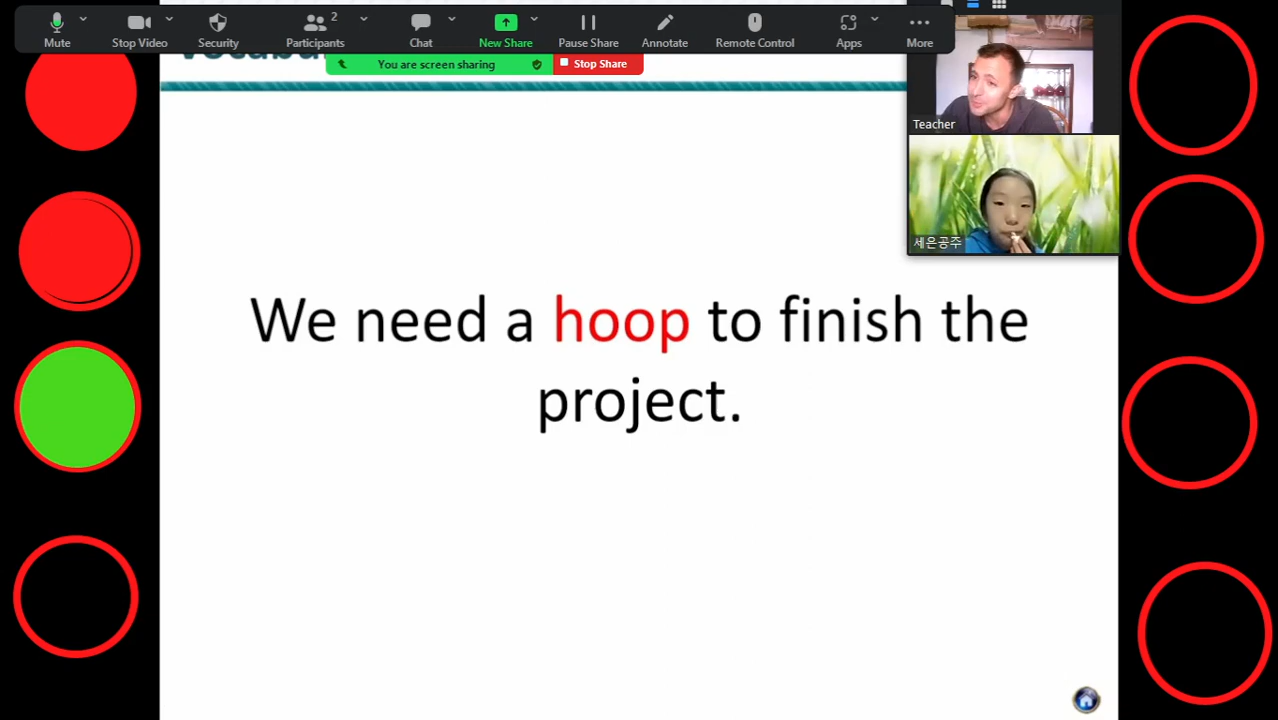 Mute
Stop Video
Security
Participants
2
Chat
New Share
Pause Share
Annotate
Remote Control
Apps
More
You are screen sharing
Stop Share
Teacher
세은공주
We need a hoop to finish the
project.